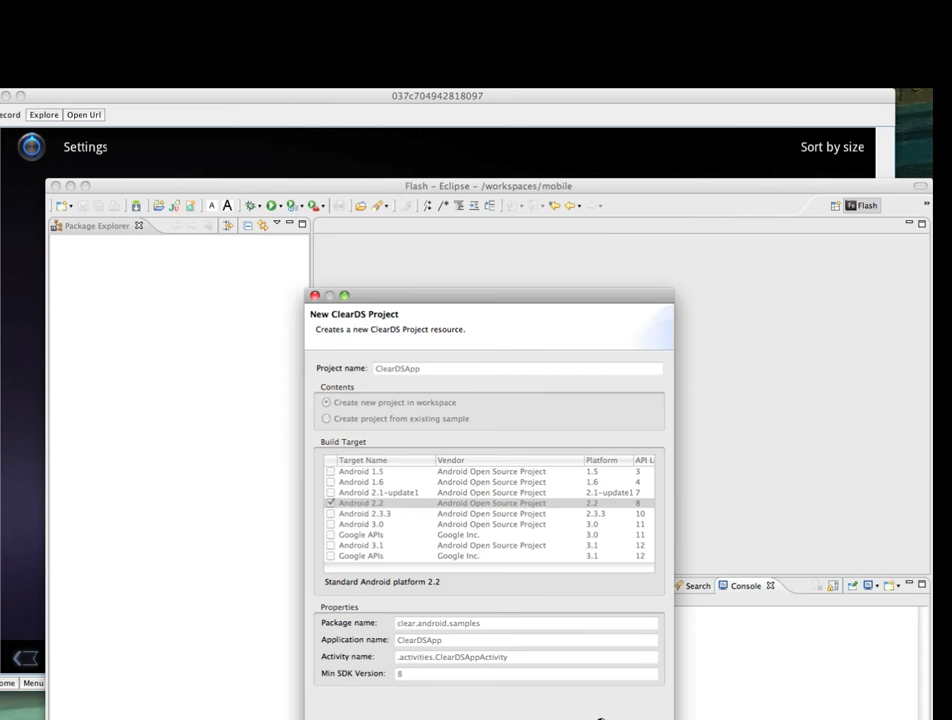 037c704942818097
ecord Explore Open Url
Settings
Sort by size
Flash - Eclipse - /workspaces/mobile
A A Flash
Package Explorer
New ClearDS Project
Creates a new ClearDS Project resource.
Project name: ClearDSApp
Contents
Create new project in workspace
Create project from existing sample
Build Target
Target Name Vendor Platform API L
Android 1.5 Android Open Source Project 1.5 3
Android 1.6 Android Open Source Project 1.6 4
Android 2.1-update1 Android Open Source Project 2.1-update1 7
Android 2.2 Android Open Source Project 2.2 8
Android 2.3.3 Android Open Source Project 2.3.3 10
Android 3.0 Android Open Source Project 3.0 11
Google APIs Google Inc. 3.0 11
Android 3.1 Android Open Source Project 3.1 12
Google APIs Google Inc. 3.1 12
Standard Android platform 2.2
Search Console
Properties
Package name: clear.android.samples
Application name: ClearDSApp
Activity name: .activities.ClearDSAppActivity
Min SDK Version: 8
ome Menu